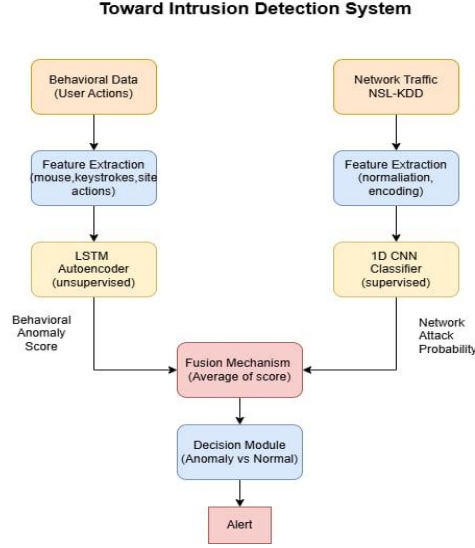 Toward Intrusion Detection System
Behavioral Data
(User Actions)
Network Traffic
NSL-KDD
Feature Extraction
(mouse,keystrokes,site
actions)
Feature Extraction
(normaliation,
encoding)
LSTM
Autoencoder
(unsupervised)
1D CNN
Classifier
(supervised)
Behavioral
Anomaly
Score
Network
Attack
Probability
Fusion Mechanism
(Average of score)
Decision Module
(Anomaly vs Normal)
Alert